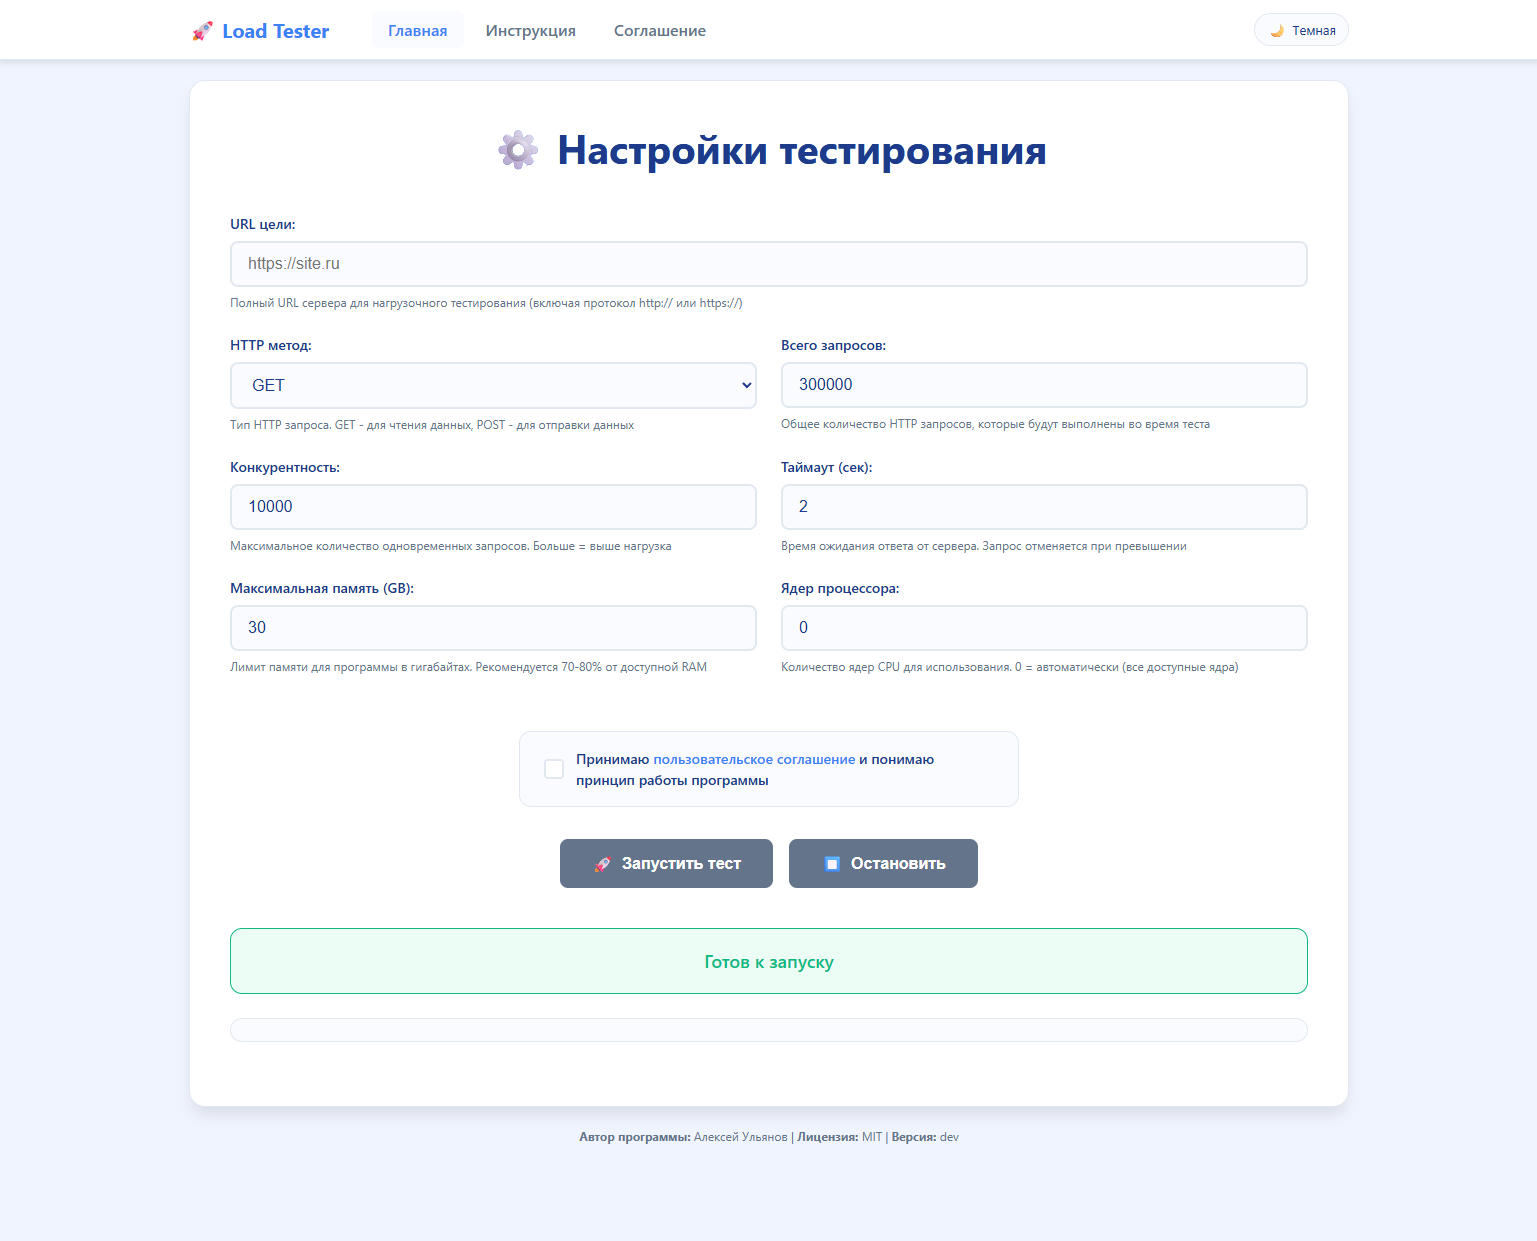 Load Tester
Главная
Инструкция
Соглашение
Темная
Настройки тестирования
URL цели:
https://site.ru
Полный URL сервера для нагрузочного тестирования (включая протокол http:// или https://)
HTTP метод:
GET
Тип HTTP запроса. GET - для чтения данных, POST - для отправки данных
Всего запросов:
300000
Общее количество HTTP запросов, которые будут выполнены во время теста
Конкурентность:
10000
Максимальное количество одновременных запросов. Больше = выше нагрузка
Таймаут (сек):
2
Время ожидания ответа от сервера. Запрос отменяется при превышении
Максимальная память (GB):
30
Лимит памяти для программы в гигабайтах. Рекомендуется 70-80% от доступной RAM
Ядер процессора:
0
Количество ядер CPU для использования. 0 = автоматически (все доступные ядра)
Принимаю пользовательское соглашение и понимаю
принцип работы программы
Запустить тест
Остановить
Готов к запуску
Автор программы: Алексей Ульянов | Лицензия: MIT | Версия: dev